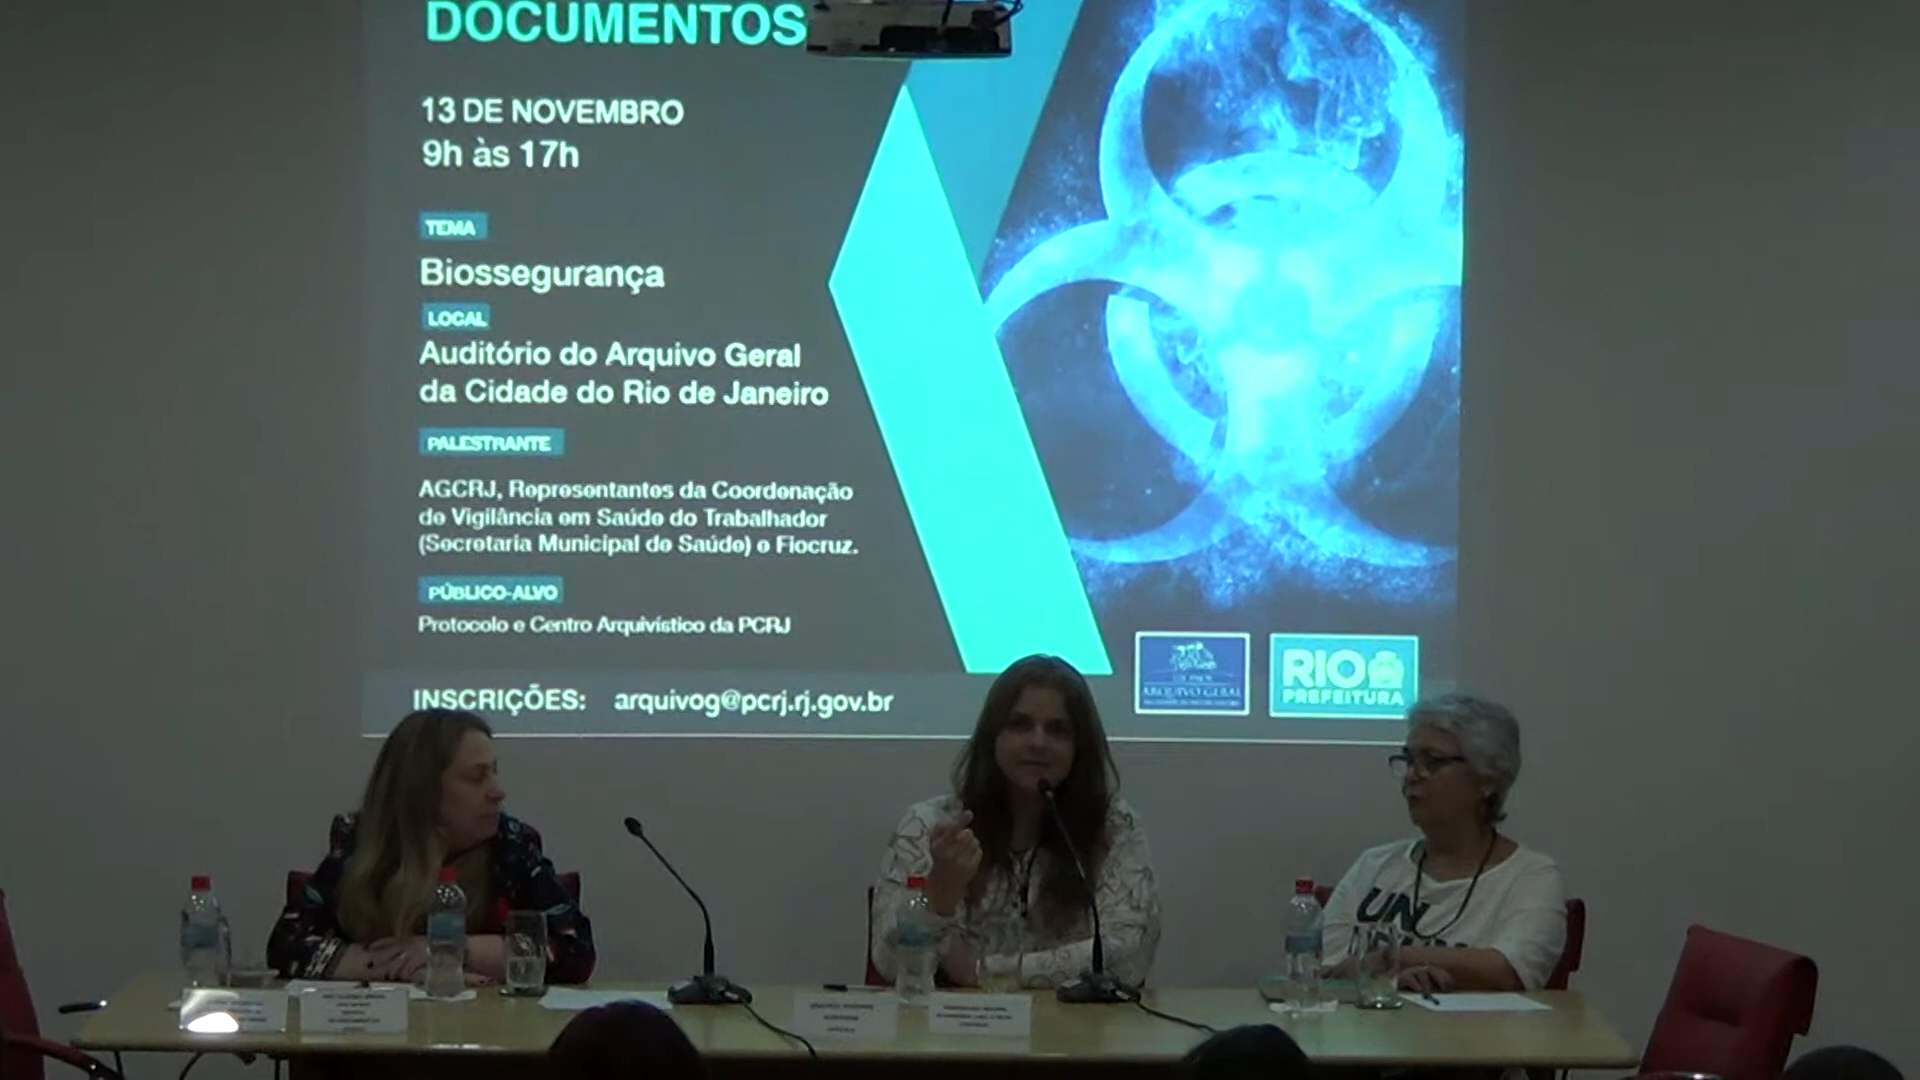 DOCUMENTOS
13 DE NOVEMBRO
9h às 17h
TEMA
Biossegurança
LOCAL
Auditório do Arquivo Geral
da Cidade do Rio de Janeiro
PALESTRANTE
AGCRJ, Representantes da Coordenação
de Vigilância em Saúde do Trabalhador
(Secretaria Municipal de Saúde) e Fiocruz.
PÚBLICO-ALVO
Protocolo e Centro Arquivístico da PCRJ
INSCRIÇÕES: arquivog@pcrj.rj.gov.br
ARQUIVO GERAL
RIO
PREFEITURA
UN